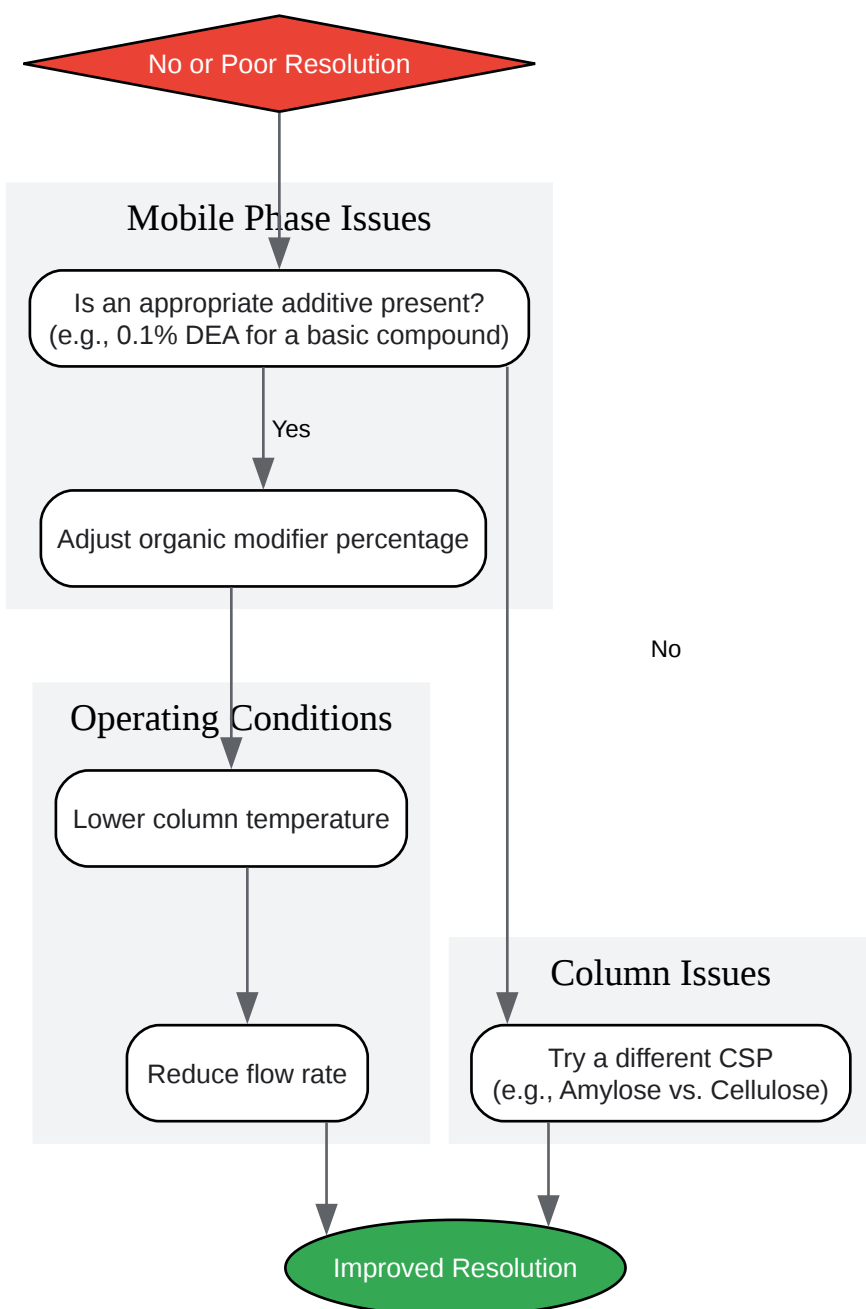 No or Poor Resolution
Mobile Phase Issues
Is an appropriate additive present?
(e.g., 0.1% DEA for a basic compound)
Yes
Adjust organic modifier percentage
No
Operating Conditions
Lower column temperature
Column Issues
Reduce flow rate
Try a different CSP
(e.g., Amylose vs. Cellulose)
Improved Resolution